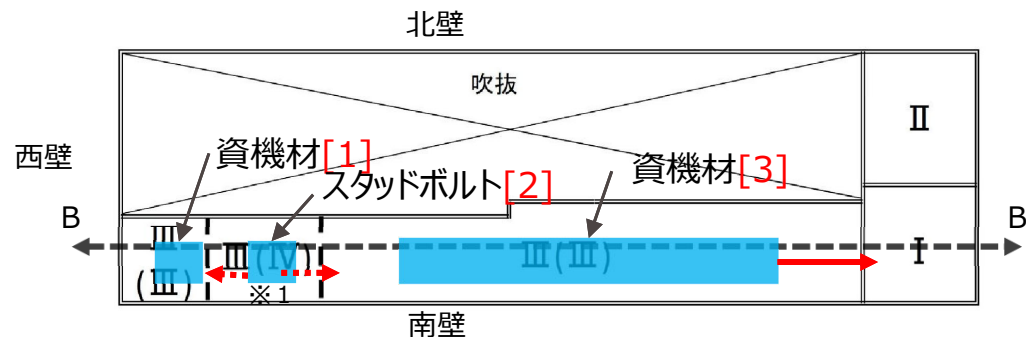 北壁
吹抜
Ⅱ
西壁
資機材[1]
スタッドボルト[2]
資機材[3]
B
B
Ⅲ
(Ⅲ)
Ⅲ(Ⅳ)
※1
Ⅲ(Ⅲ)
Ⅰ
南壁